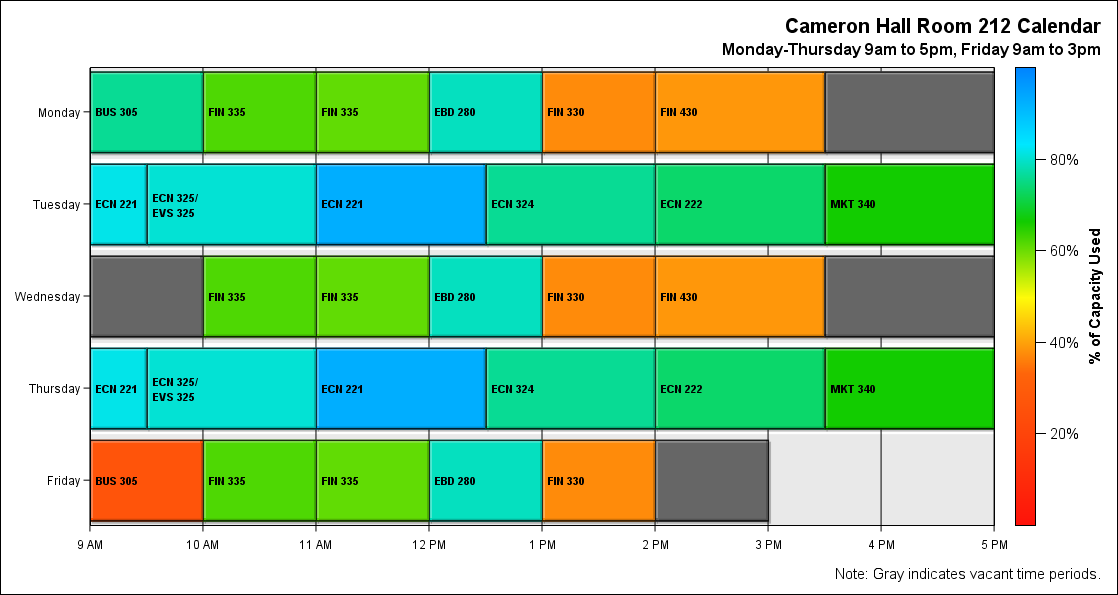 Cameron Hall Room 212 Calendar
Monday-Thursday 9am to 5pm, Friday 9am to 3pm
Monday
BUS 305
FIN 335
FIN 335
EBD 280
FIN 330
FIN 430
Tuesday
ECN 221
ECN 325/
EVS 325
ECN 221
ECN 324
ECN 222
MKT 340
Wednesday
FIN 335
FIN 335
EBD 280
FIN 330
FIN 430
Thursday
ECN 221
ECN 325/
EVS 325
ECN 221
ECN 324
ECN 222
MKT 340
Friday
BUS 305
FIN 335
FIN 335
EBD 280
FIN 330
9 AM
10 AM
11 AM
12 PM
1 PM
2 PM
3 PM
4 PM
5 PM
80%
60%
40%
20%
% of Capacity Used
Note: Gray indicates vacant time periods.